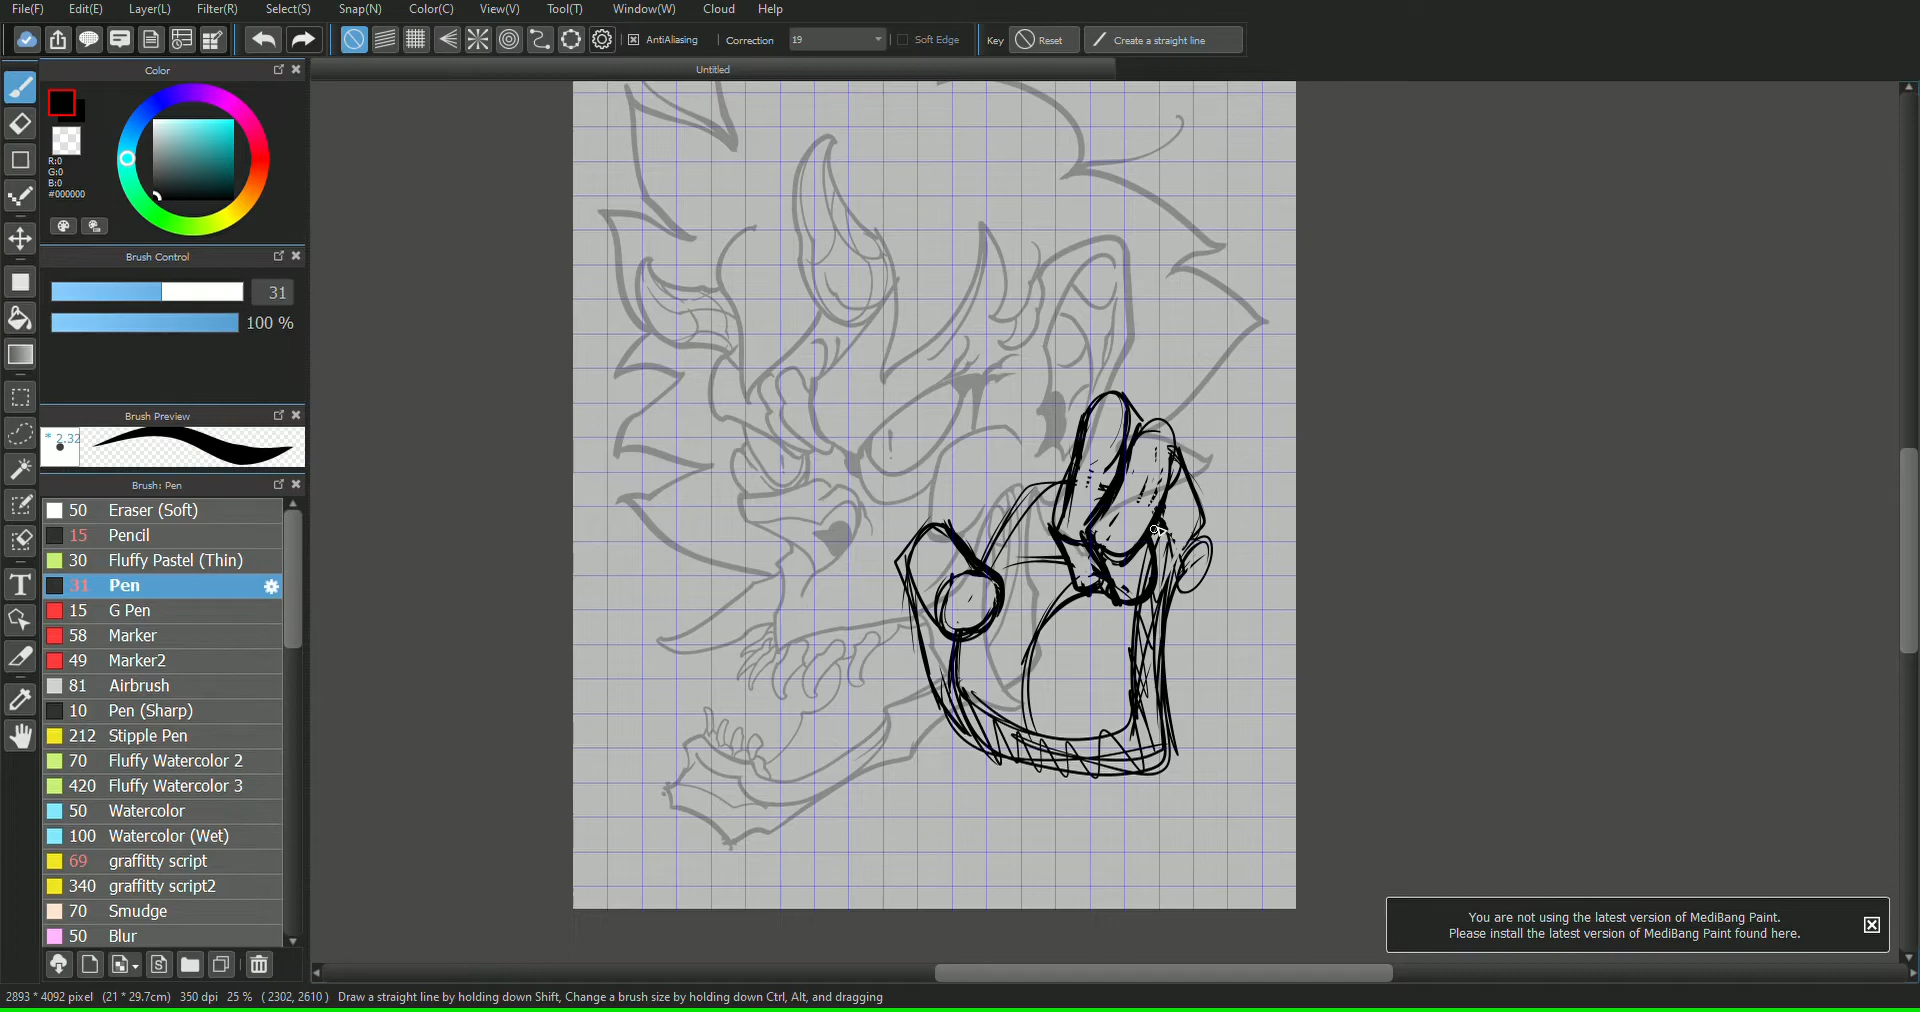 File(F) Edit(E) Layer(L) Filter(R) Select(S) Snap(N) Color(C) View(V) Tool(T) Window(W) Cloud Help
AntiAliasing Correction 19 Soft Edge Key Reset Create a straight line
Color
Untitled
R:0
G:0
B:0
#000000
Brush Control
31
100 %
Brush Preview
* 2.32
Brush: Pen
50 Eraser (Soft)
15 Pencil
30 Fluffy Pastel (Thin)
31 Pen
15 G Pen
58 Marker
49 Marker2
81 Airbrush
10 Pen (Sharp)
212 Stipple Pen
70 Fluffy Watercolor 2
420 Fluffy Watercolor 3
50 Watercolor
100 Watercolor (Wet)
69 graffitty script
340 graffitty script2
70 Smudge
50 Blur
You are not using the latest version of MediBang Paint.
Please install the latest version of MediBang Paint found here.
2893 * 4092 pixel (21 * 29.7cm) 350 dpi 25 % ( 2302, 2610 ) Draw a straight line by holding down Shift, Change a brush size by holding down Ctrl, Alt, and dragging